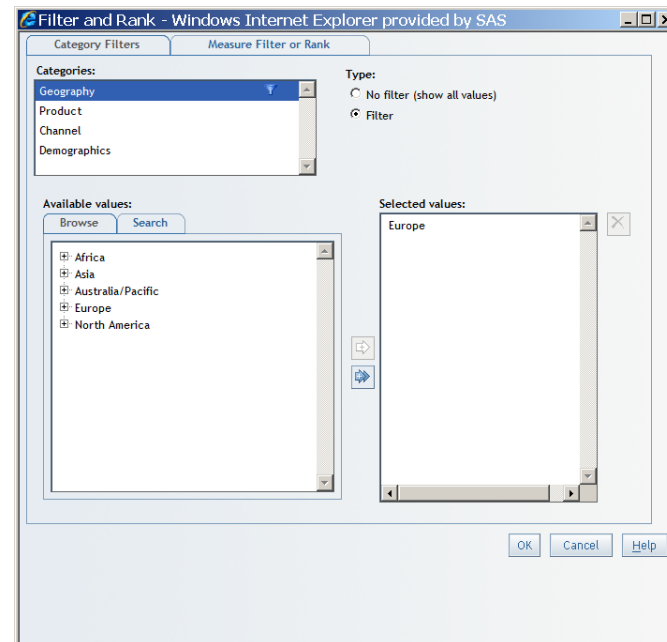 Filter and Rank - Windows Internet Explorer provided by SAS
Category Filters
Measure Filter or Rank
Categories:
Geography
Product
Channel
Demographics
Type:
No filter (show all values)
Filter
Available values:
Browse
Search
Africa
Asia
Australia/Pacific
Europe
North America
Selected values:
Europe
OK
Cancel
Help